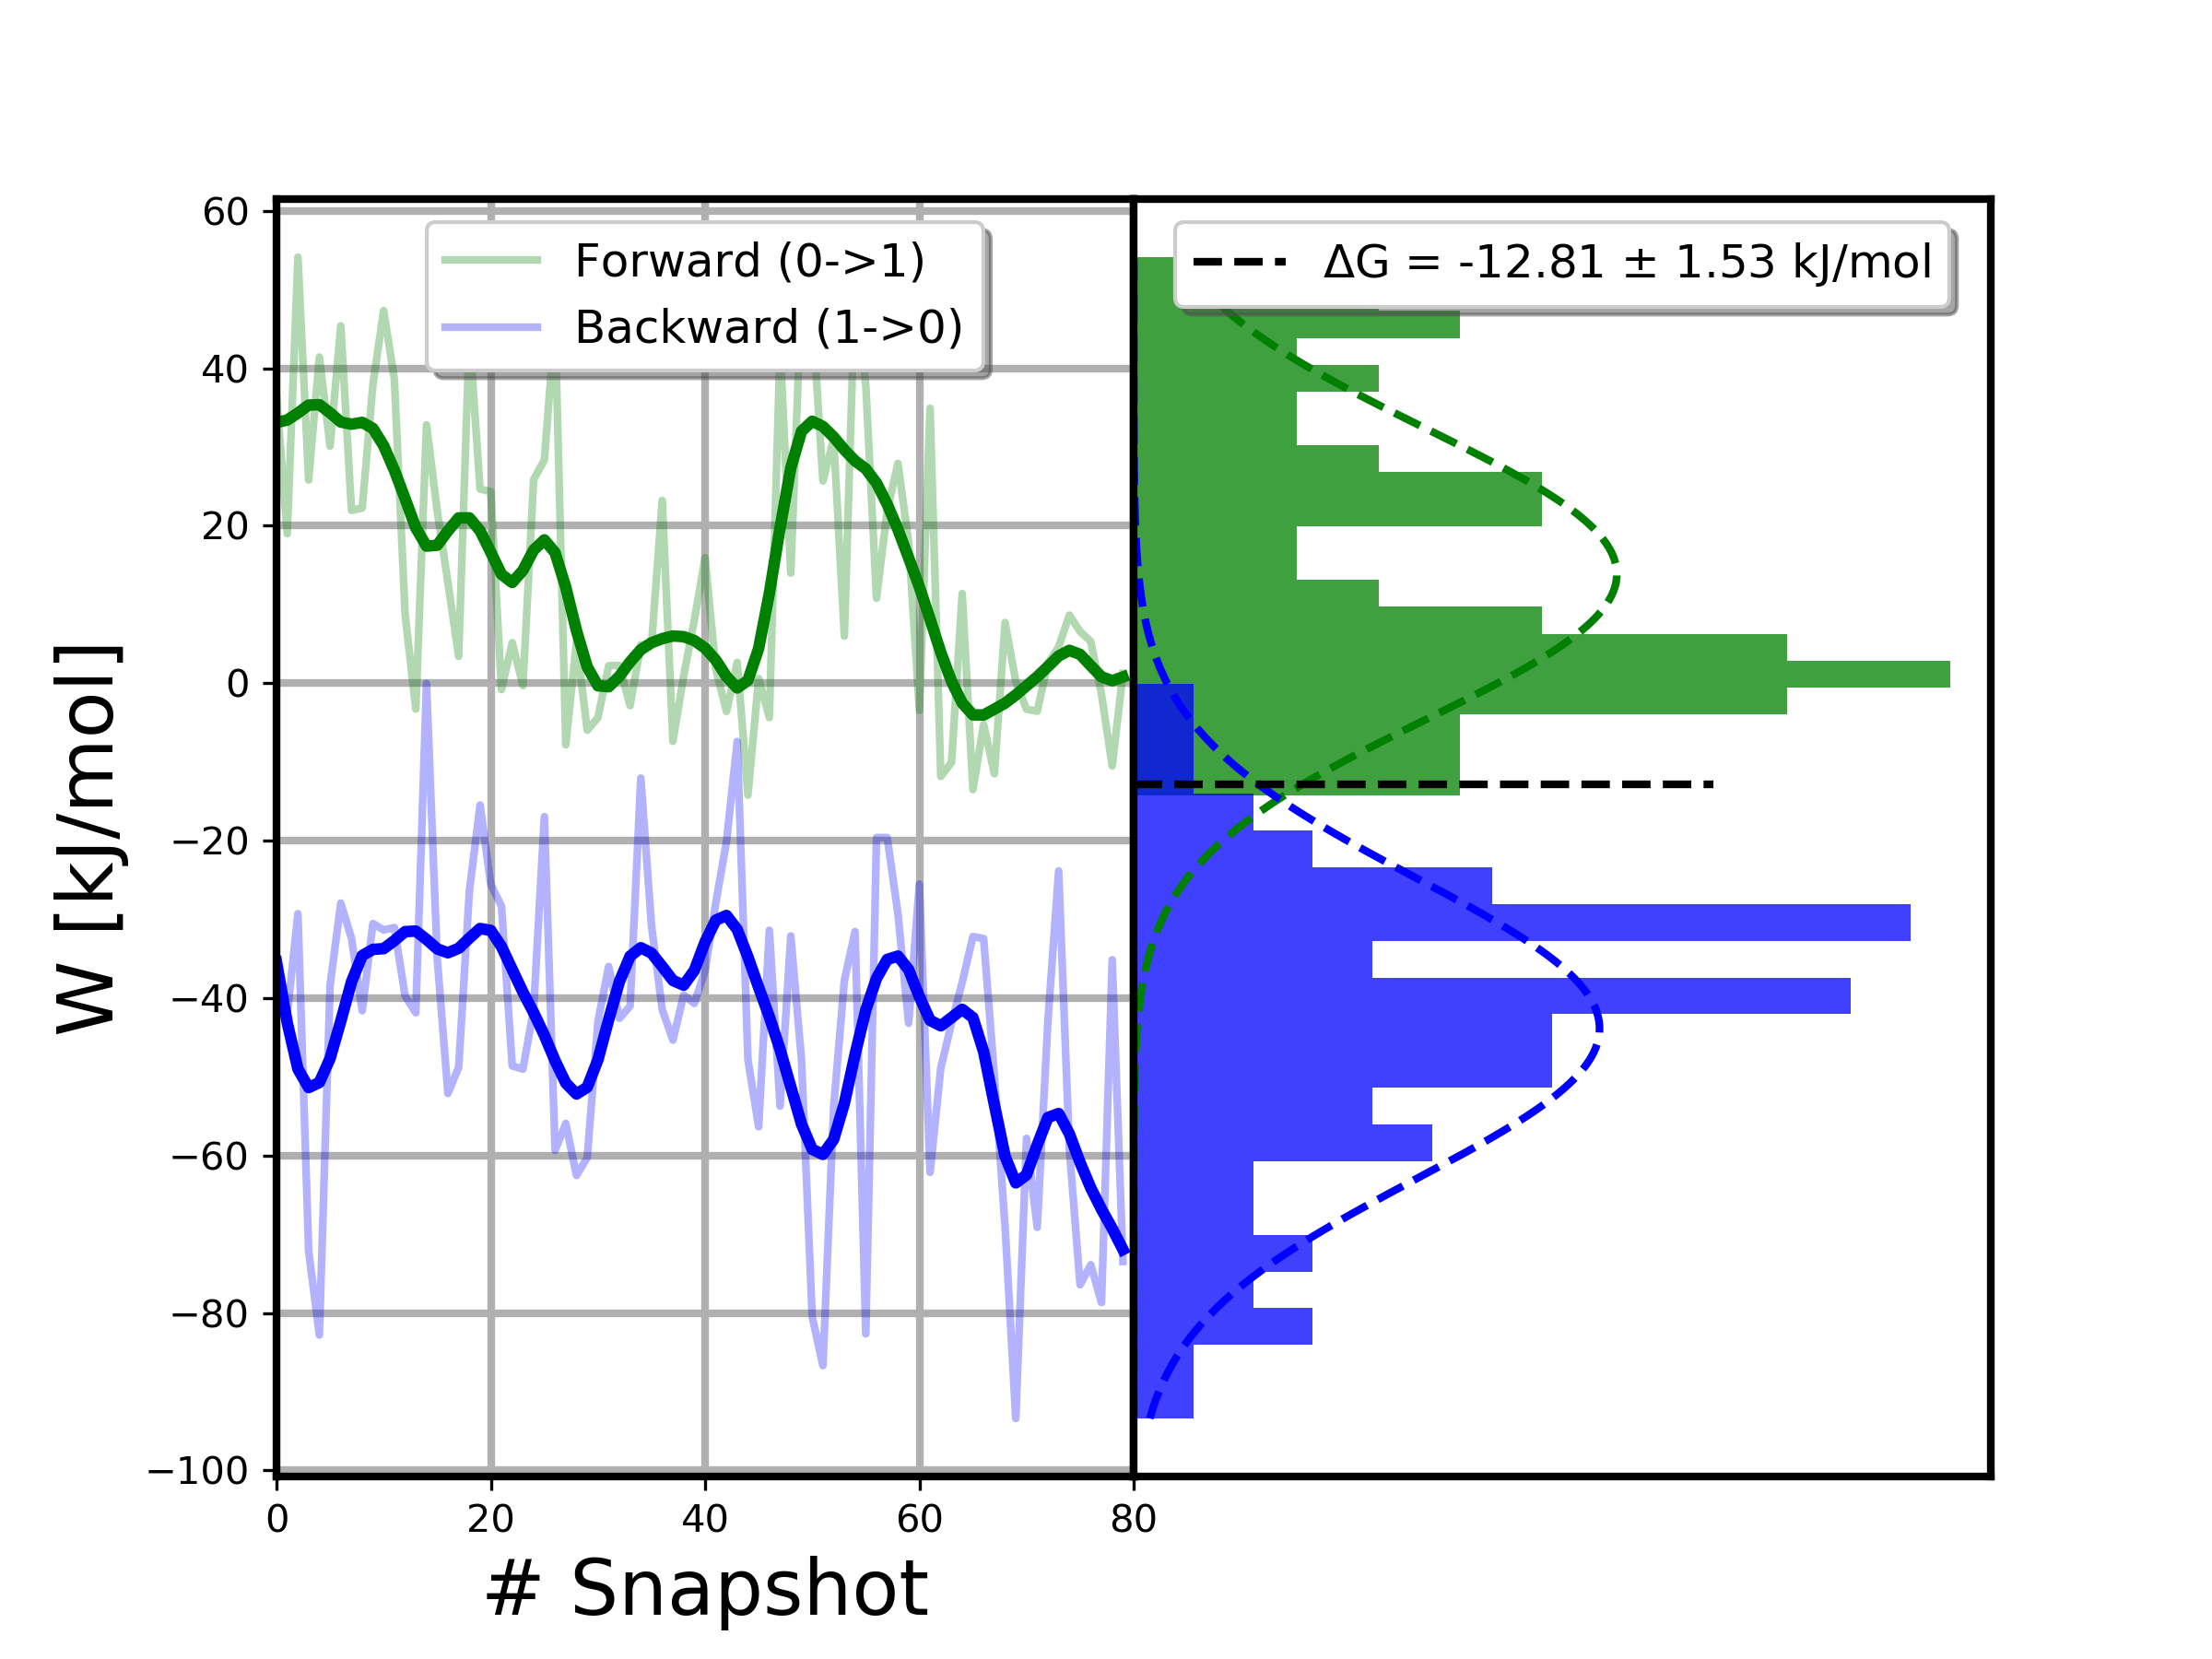 60
40
20
0
−20
−40
−60
−80
−100
W [kJ/mol]
Forward (0->1)
Backward (1->0)
ΔG = -12.81 ± 1.53 kJ/mol
0
20
40
60
80
# Snapshot